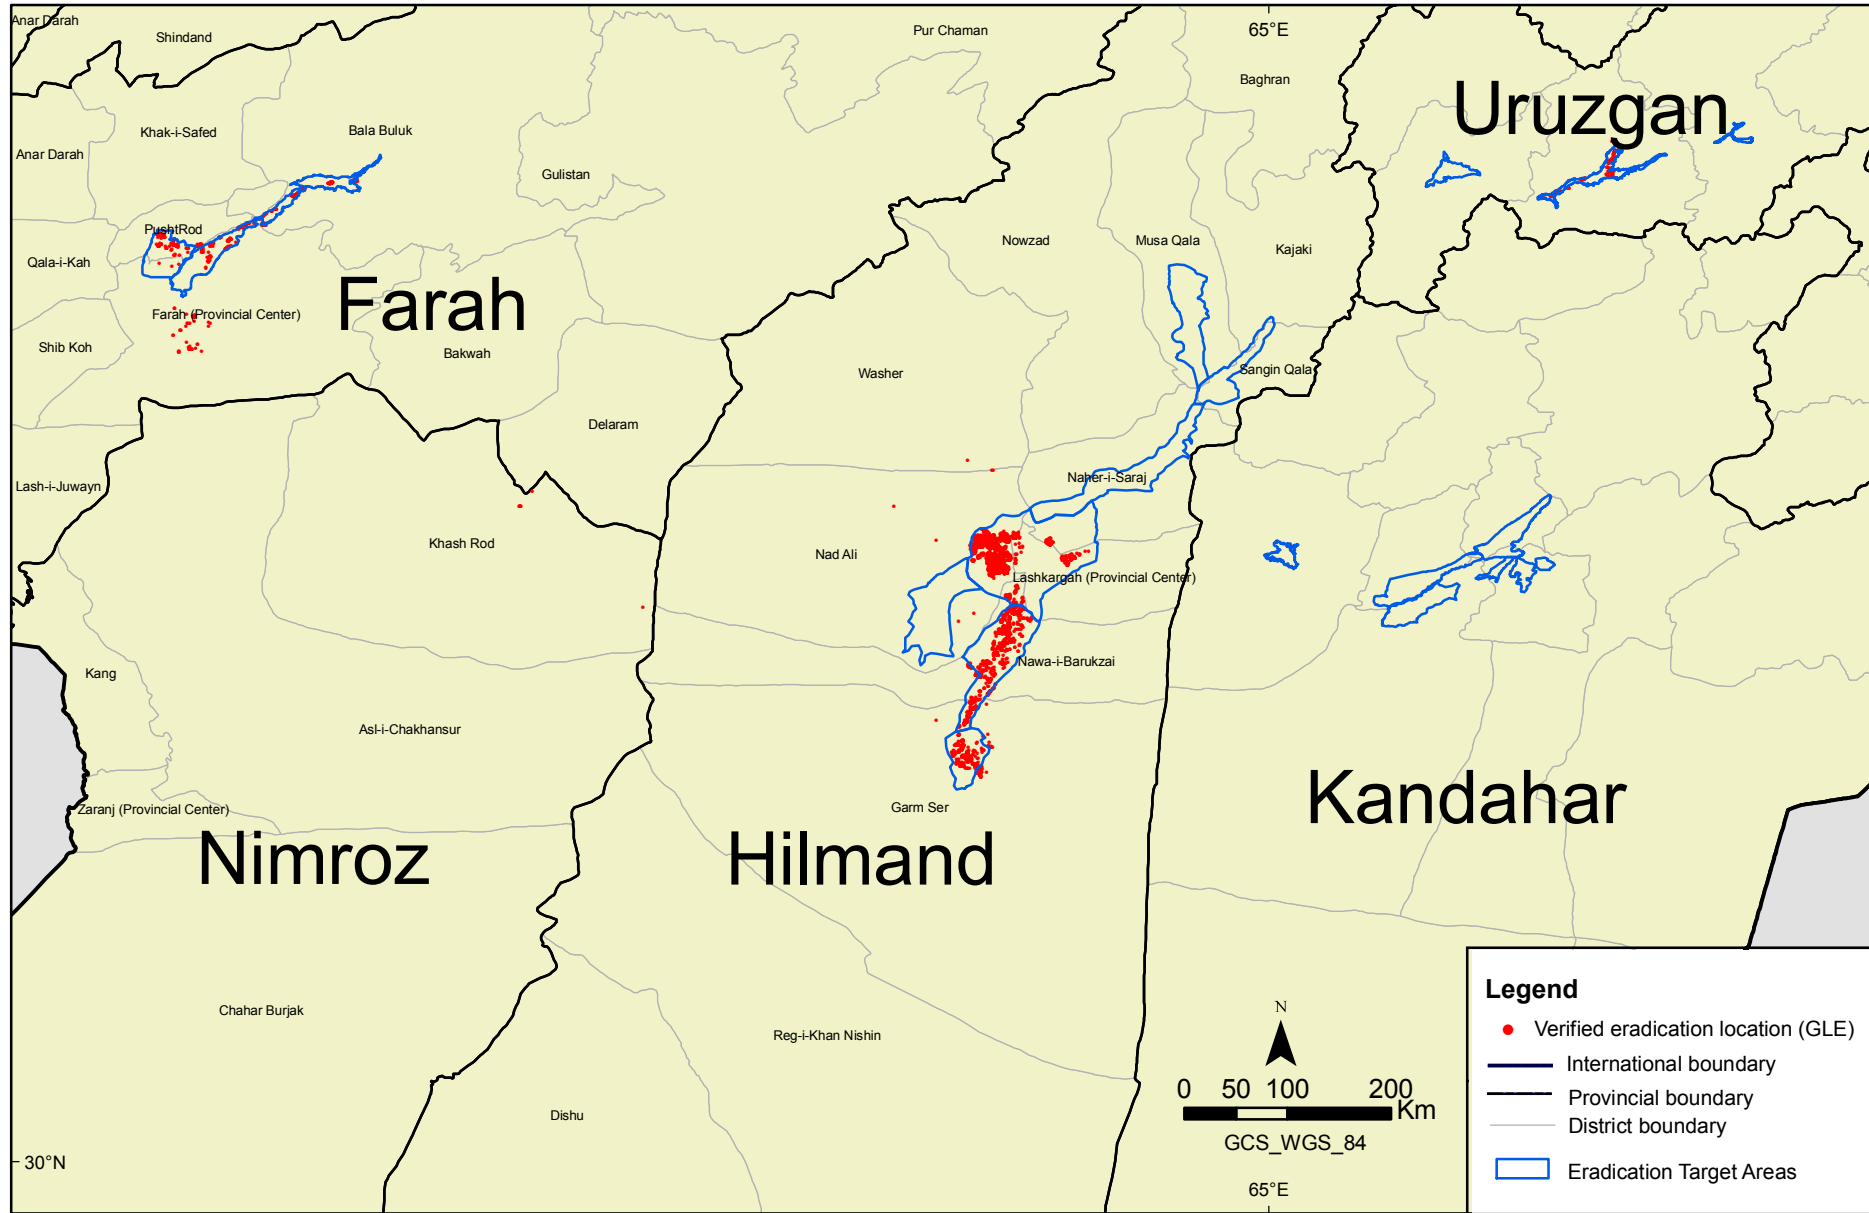 Anar Darah
Shindand
Pur Chaman
65°E
Baghran
Uruzgan
Khak-i-Safed
Bala Buluk
Anar Darah
Gulistan
PushtRod
Nowzad
Musa Qala
Kajaki
Qala-i-Kah
Farah
Farah (Provincial Center)
Shib Koh
Bakwah
Washer
Sangin Qala
Delaram
Lash-i-Juwayn
Naher-i-Saraj
Khash Rod
Nad Ali
Lashkargah (Provincial Center)
Kang
Nawa-i-Barukzai
Asl-i-Chakhansur
Zaranj (Provincial Center)
Garm Ser
Kandahar
Nimroz
Hilmand
Chahar Burjak
Reg-i-Khan Nishin
Dishu
N
0 50 100 200
Km
GCS_WGS_84
30°N
65°E
Legend
Verified eradication location (GLE)
International boundary
Provincial boundary
District boundary
Eradication Target Areas